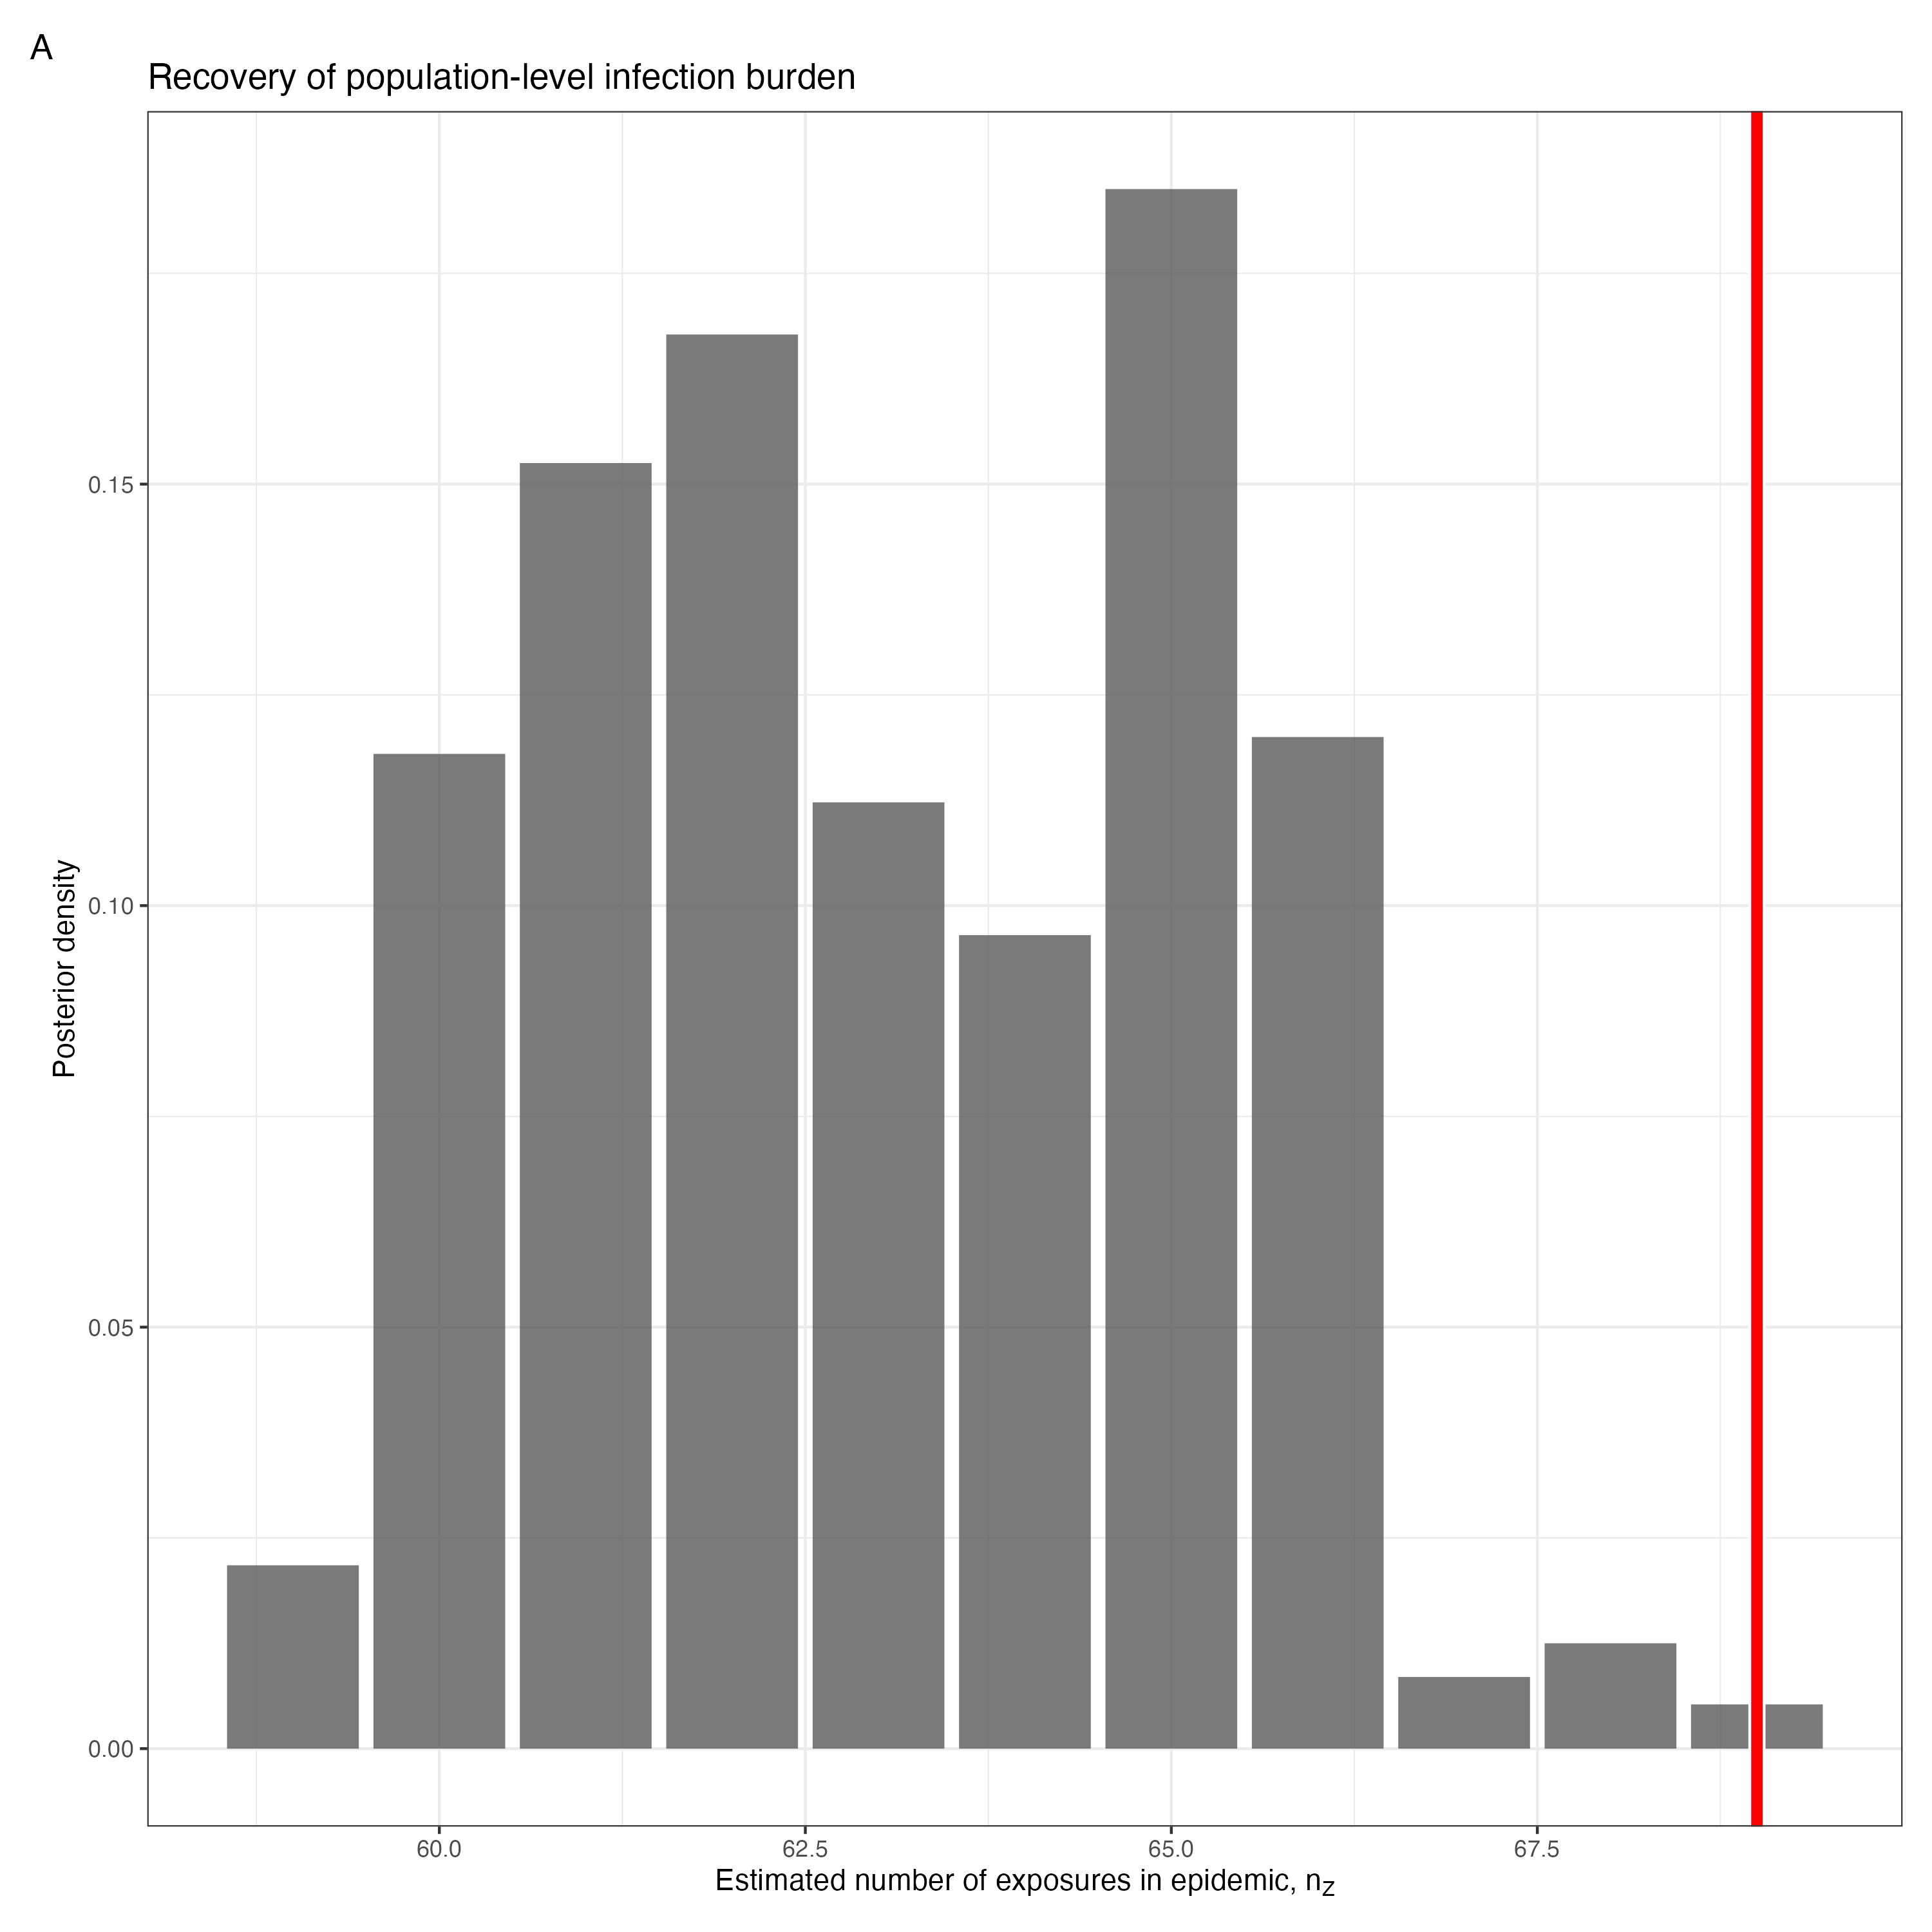 A
Recovery of population-level infection burden
0.15
0.10
0.05
0.00
Posterior density
60.0 62.5 65.0 67.5
Estimated number of exposures in epidemic, nZ